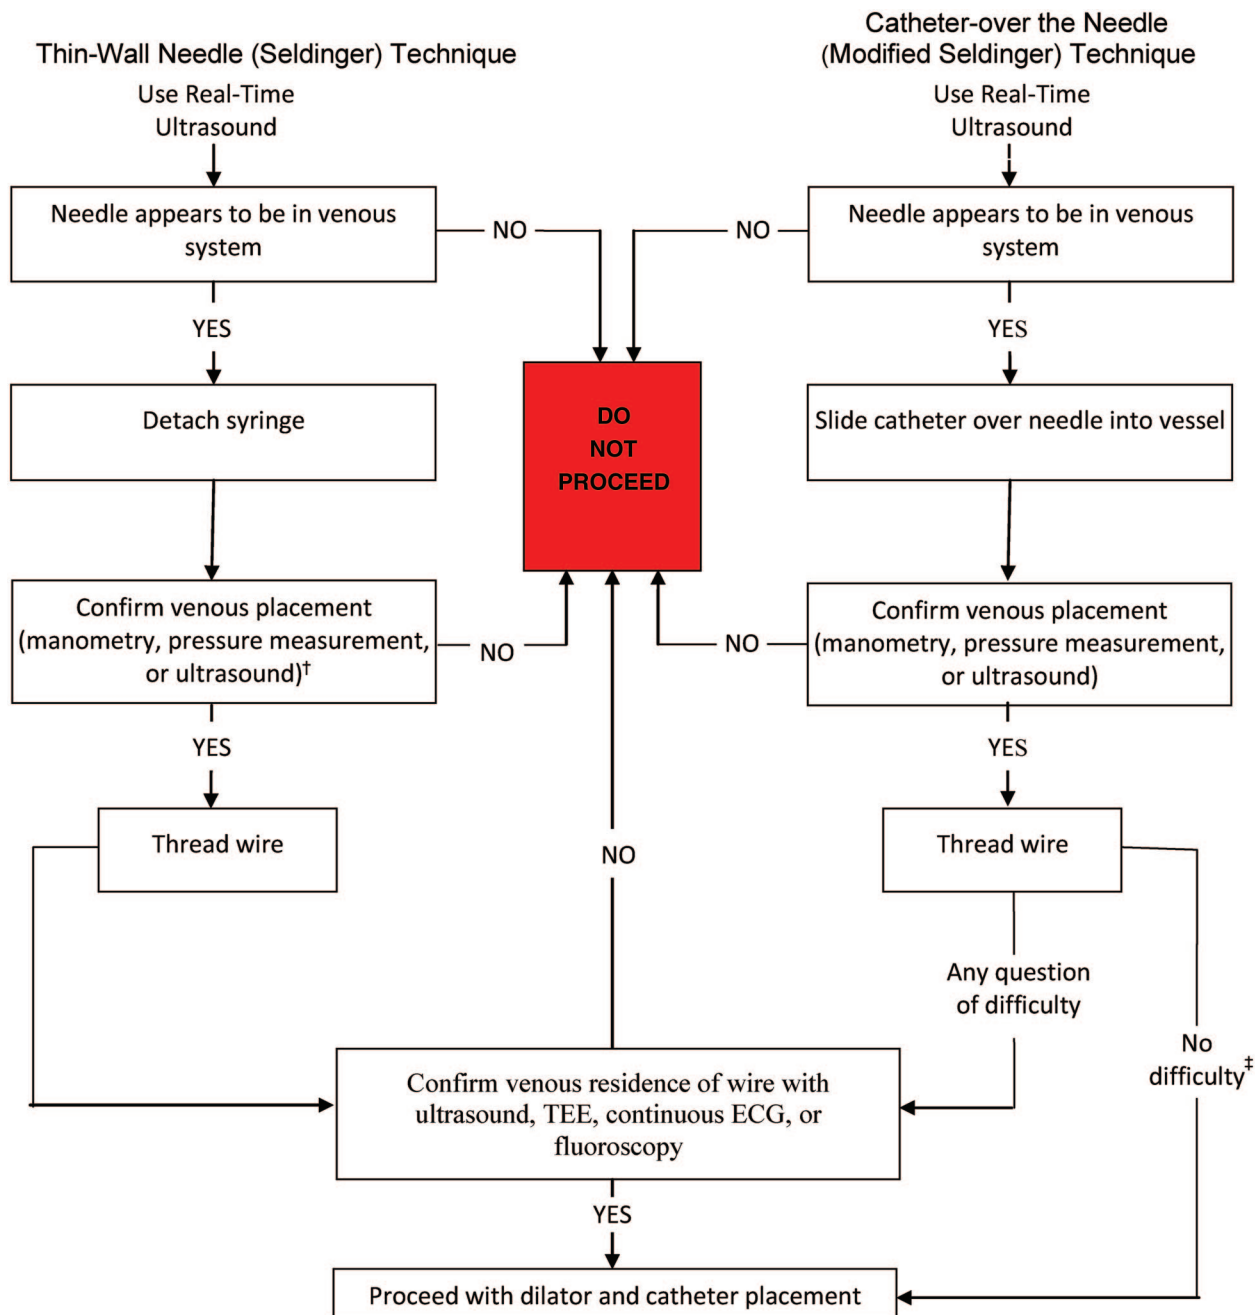 Thin-Wall Needle (Seldinger) Technique
Use Real-Time
Ultrasound
Needle appears to be in venous
system
NO
YES
Detach syringe
Confirm venous placement
(manometry, pressure measurement,
or ultrasound)†
NO
YES
Thread wire
Catheter-over the Needle
(Modified Seldinger) Technique
Use Real-Time
Ultrasound
Needle appears to be in venous
system
NO
YES
Slide catheter over needle into vessel
Confirm venous placement
(manometry, pressure measurement,
or ultrasound)
NO
YES
Thread wire
Any question
of difficulty
No
difficulty‡
DO
NOT
PROCEED
NO
Confirm venous residence of wire with
ultrasound, TEE, continuous ECG, or
fluoroscopy
YES
Proceed with dilator and catheter placement